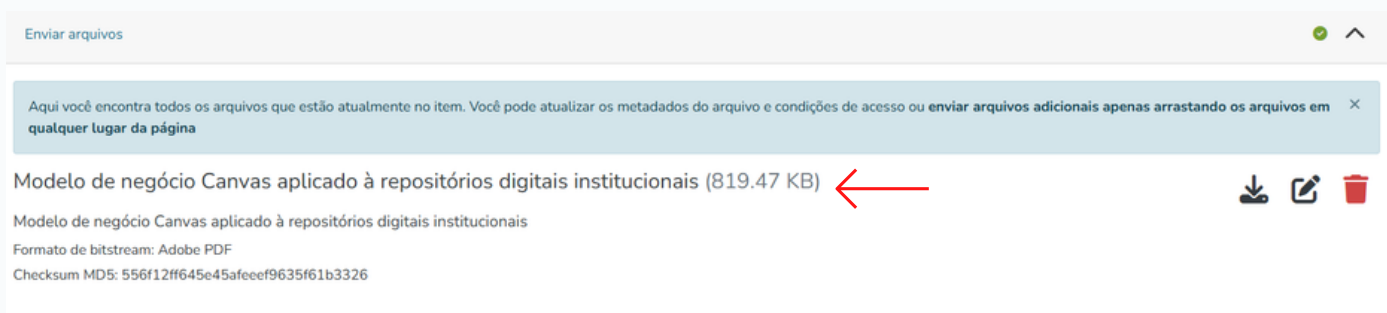 Enviar arquivos
Aqui você encontra todos os arquivos que estão atualmente no item. Você pode atualizar os metadados do arquivo e condições de acesso ou enviar arquivos adicionais apenas arrastando os arquivos em
qualquer lugar da página
Modelo de negócio Canvas aplicado à repositórios digitais institucionais (819.47 KB)
Modelo de negócio Canvas aplicado à repositórios digitais institucionais
Formato de bitstream: Adobe PDF
Checksum MD5: 556f12ff645e45afeeef9635f61b3326